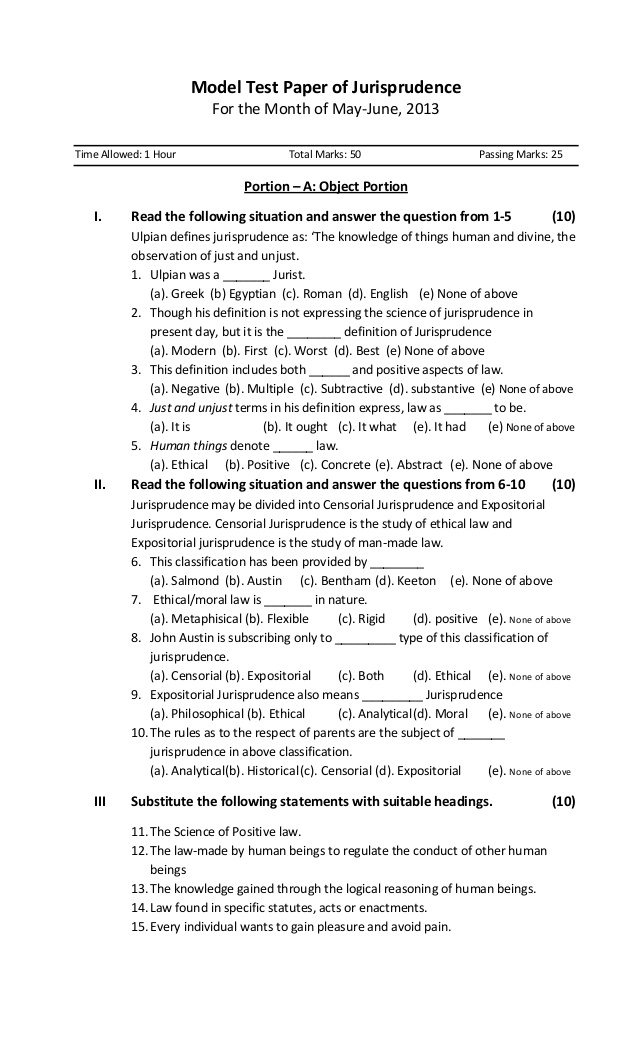 Model Test Paper of Jurisprudence
For the Month of May-June, 2013
Time Allowed: 1 Hour Total Marks: 50 Passing Marks: 25
Portion – A: Object Portion
I. Read the following situation and answer the question from 1-5 (10)
Ulpian defines jurisprudence as: ‘The knowledge of things human and divine, the
observation of just and unjust.
1. Ulpian was a _______ Jurist.
(a). Greek (b) Egyptian (c). Roman (d). English (e) None of above
2. Though his definition is not expressing the science of jurisprudence in
present day, but it is the ________ definition of Jurisprudence
(a). Modern (b). First (c). Worst (d). Best (e) None of above
3. This definition includes both ______ and positive aspects of law.
(a). Negative (b). Multiple (c). Subtractive (d). substantive (e) None of above
4. Just and unjust terms in his definition express, law as _______ to be.
(a). It is (b). It ought (c). It what (e). It had (e) None of above
5. Human things denote ______ law.
(a). Ethical (b). Positive (c). Concrete (e). Abstract (e). None of above
II. Read the following situation and answer the questions from 6-10 (10)
Jurisprudence may be divided into Censorial Jurisprudence and Expositorial
Jurisprudence. Censorial Jurisprudence is the study of ethical law and
Expositorial jurisprudence is the study of man-made law.
6. This classification has been provided by ________
(a). Salmond (b). Austin (c). Bentham (d). Keeton (e). None of above
7. Ethical/moral law is _______ in nature.
(a). Metaphisical (b). Flexible (c). Rigid (d). positive (e). None of above
8. John Austin is subscribing only to _________ type of this classification of
jurisprudence.
(a). Censorial (b). Expositorial (c). Both (d). Ethical (e). None of above
9. Expositorial Jurisprudence also means _________ Jurisprudence
(a). Philosophical (b). Ethical (c). Analytical (d). Moral (e). None of above
10. The rules as to the respect of parents are the subject of _______
jurisprudence in above classification.
(a). Analytical (b). Historical (c). Censorial (d). Expositorial (e). None of above
III Substitute the following statements with suitable headings. (10)
11. The Science of Positive law.
12. The law-made by human beings to regulate the conduct of other human
beings
13. The knowledge gained through the logical reasoning of human beings.
14. Law found in specific statutes, acts or enactments.
15. Every individual wants to gain pleasure and avoid pain.